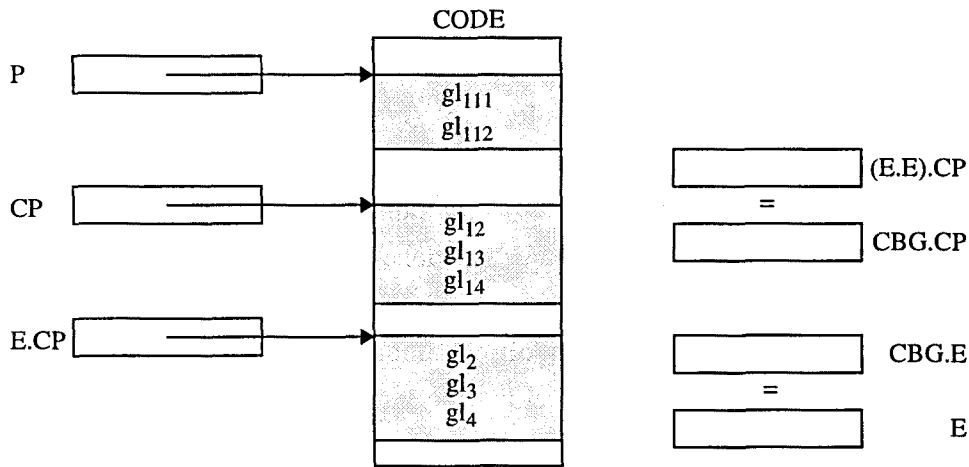 CODE
P
gl111
gl112
(E.E).CP
CP
=
gl12
CBG.CP
gl13
gl14
E.CP
gl2
CBG.E
gl3
=
gl4
E